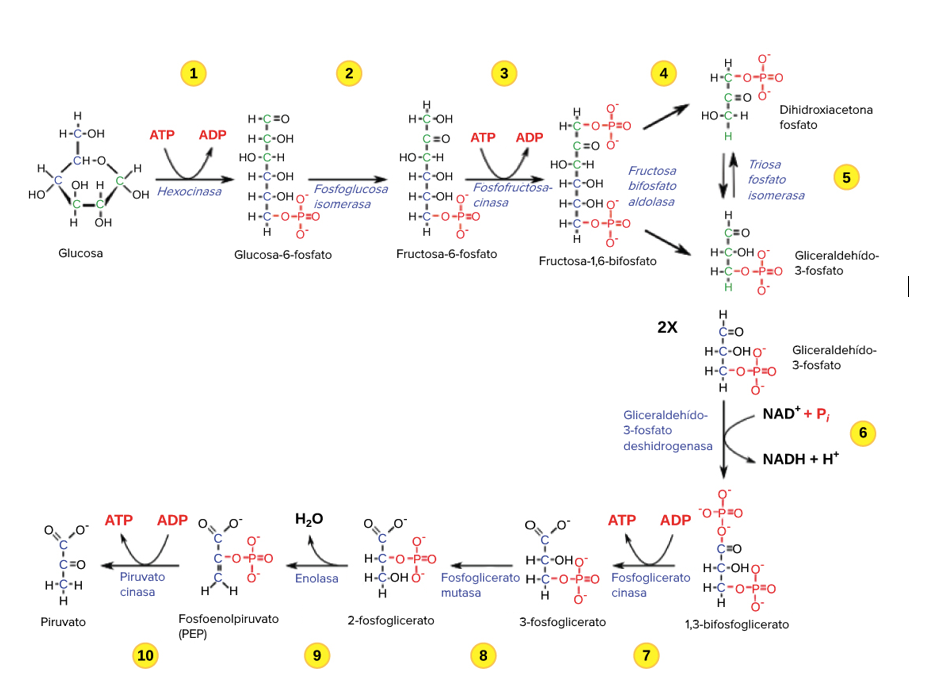 1
2
3
4
5
ATP
ADP
Hexocinasa
Glucosa
Glucosa-6-fosfato
Fosfoglucosa
isomerasa
Fructosa-6-fosfato
ATP
ADP
Fosfofructosa-
cinasa
Fructosa-1,6-bifosfato
Fructosa
bifosfato
aldolasa
Dihidroxiacetona
fosfato
Triosa
fosfato
isomerasa
Gliceraldehído-
3-fosfato
2X
Gliceraldehído-
3-fosfato
Gliceraldehído-
3-fosfato
deshidrogenasa
NAD+ + Pi
NADH + H+
6
1,3-bifosfoglicerato
ATP
ADP
Fosfoglicerato
cinasa
7
3-fosfoglicerato
Fosfoglicerato
mutasa
8
2-fosfoglicerato
H2O
Enolasa
9
Fosfoenolpiruvato
(PEP)
ATP
ADP
Piruvato
cinasa
10
Piruvato